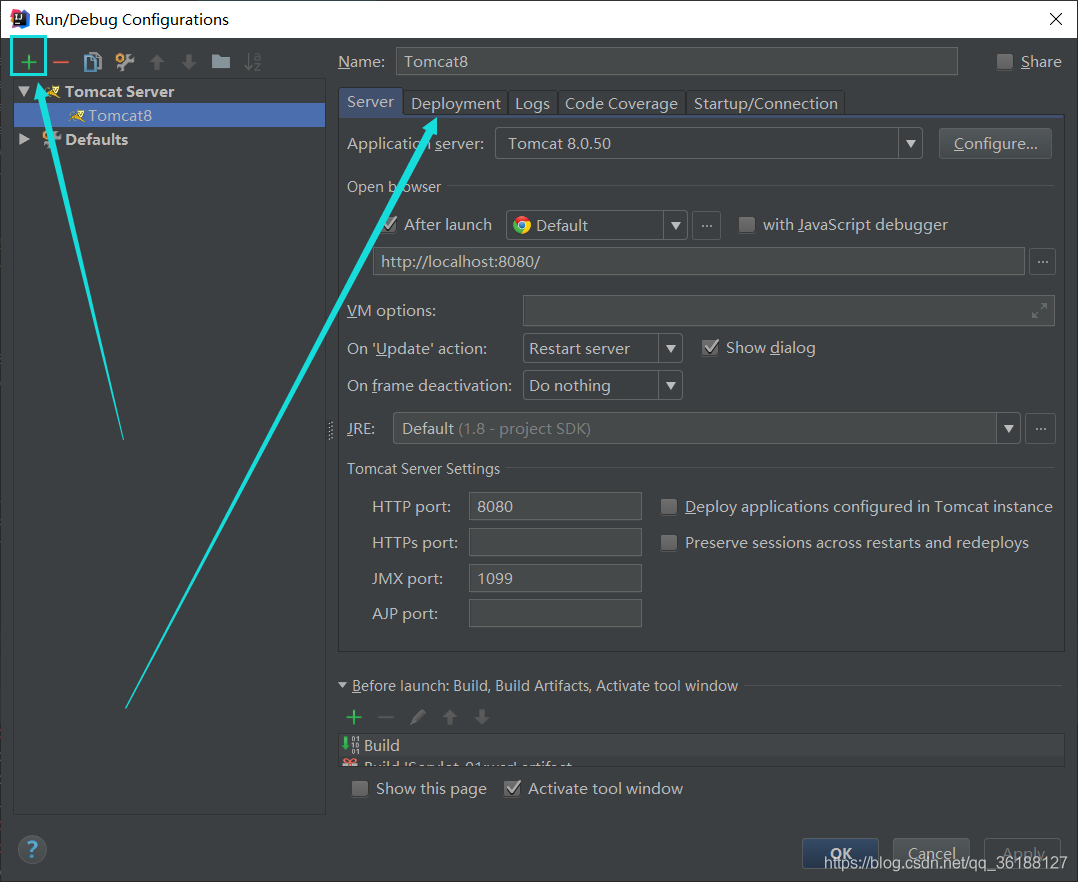 Run/Debug Configurations
Name: Tomcat8 Share
Tomcat Server
Tomcat8
Defaults
Server Deployment Logs Code Coverage Startup/Connection
Application server: Tomcat 8.0.50 Configure...
Open browser
After launch Default ... with JavaScript debugger
http://localhost:8080/ ...
VM options:
On 'Update' action: Restart server Show dialog
On frame deactivation: Do nothing
JRE: Default (1.8 - project SDK) ...
Tomcat Server Settings
HTTP port: 8080 Deploy applications configured in Tomcat instance
HTTPs port: Preserve sessions across restarts and redeploys
JMX port: 1099
AJP port:
Before launch: Build, Build Artifacts, Activate tool window
Build
Build 'Servlet_01:war' artifact
Show this page Activate tool window
? OK Cancel Apply
https://blog.csdn.net/qq_36188127